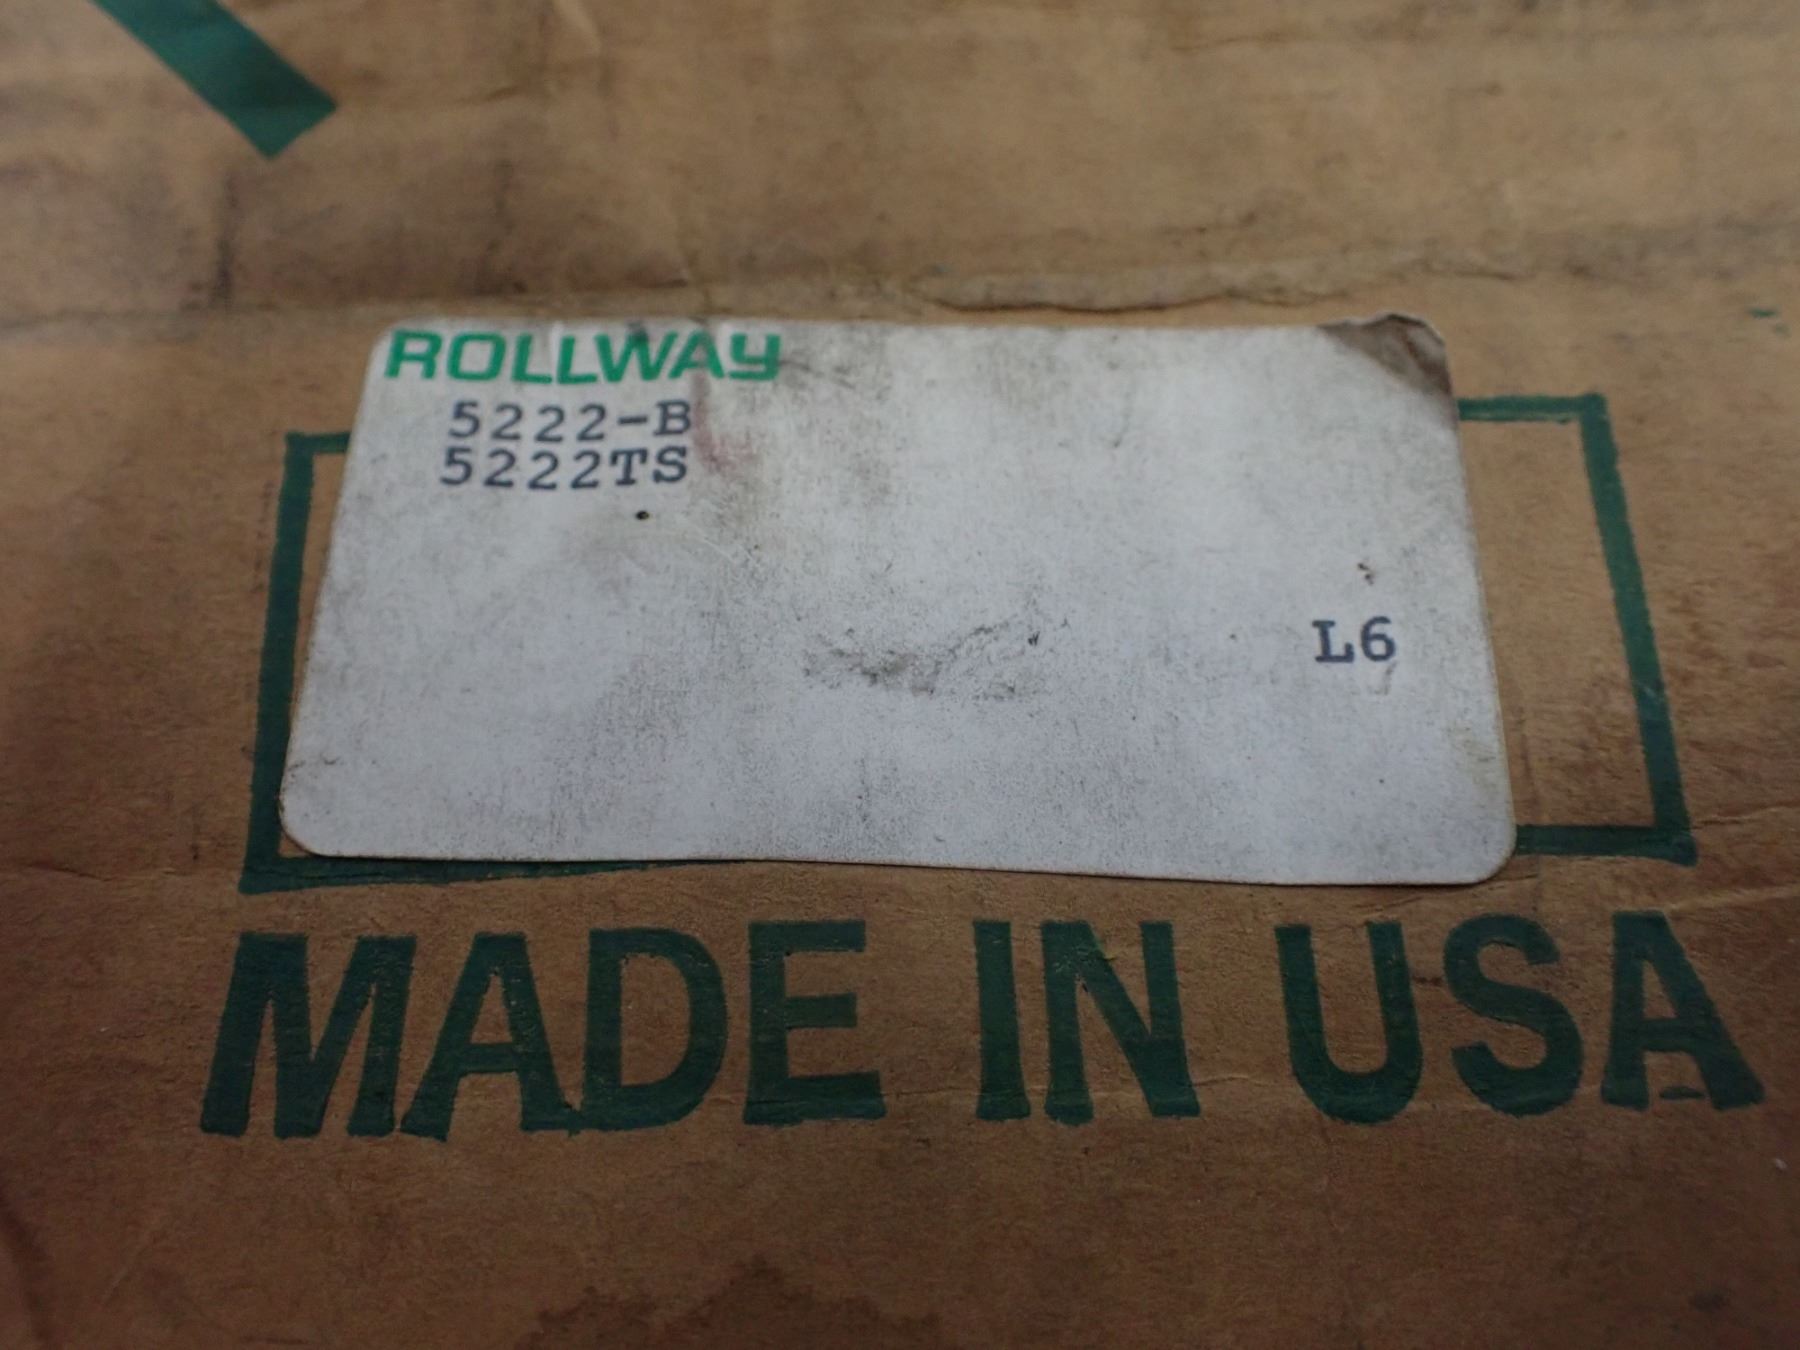 ROLLWAY
5222-B
5222TS
L6
MADE IN USA